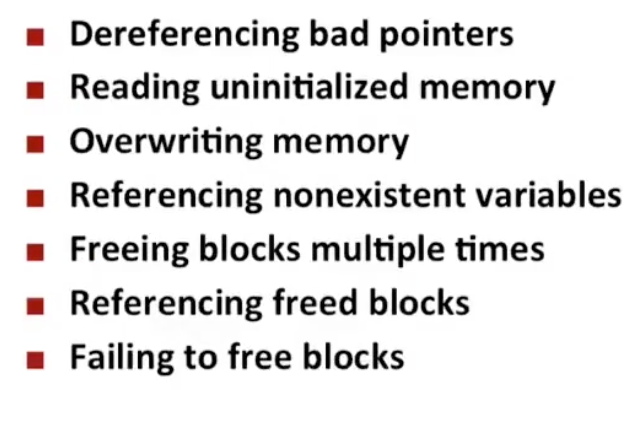 Dereferencing bad pointers
Reading uninitialized memory
Overwriting memory
Referencing nonexistent variables
Freeing blocks multiple times
Referencing freed blocks
Failing to free blocks